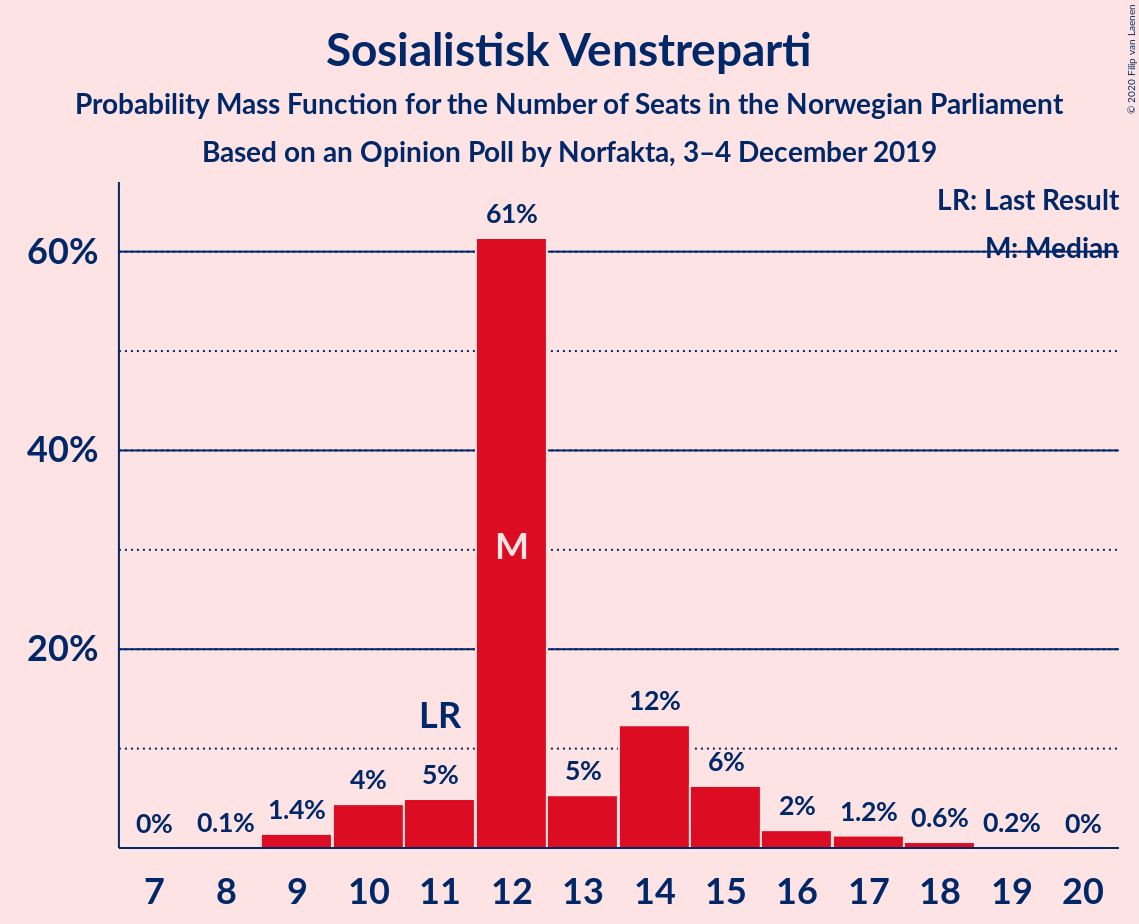 Sosialistisk Venstreparti
Probability Mass Function for the Number of Seats in the Norwegian Parliament
Based on an Opinion Poll by Norfakta, 3–4 December 2019
© 2020 Filip van Laenen
LR: Last Result
M: Median
60%
40%
20%
0%
0.1%
1.4%
4%
5%
LR
61%
M
5%
12%
6%
2%
1.2%
0.6%
0.2%
0%
7 8 9 10 11 12 13 14 15 16 17 18 19 20